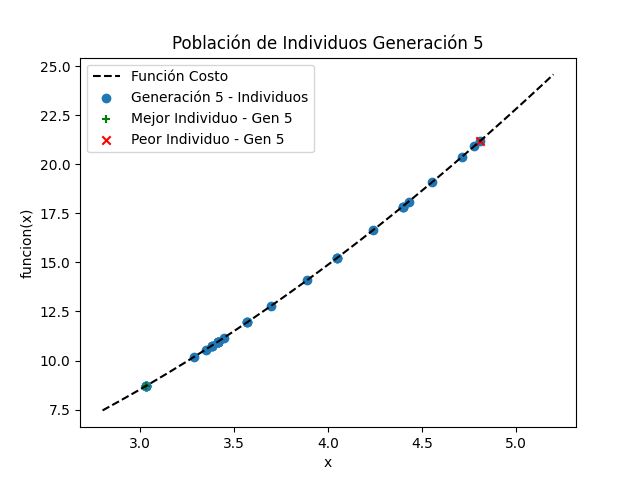 Población de Individuos Generación 5
Función Costo
Generación 5 - Individuos
Mejor Individuo - Gen 5
Peor Individuo - Gen 5
25.0
22.5
20.0
17.5
15.0
12.5
10.0
7.5
funcion(x)
3.0 3.5 4.0 4.5 5.0
x